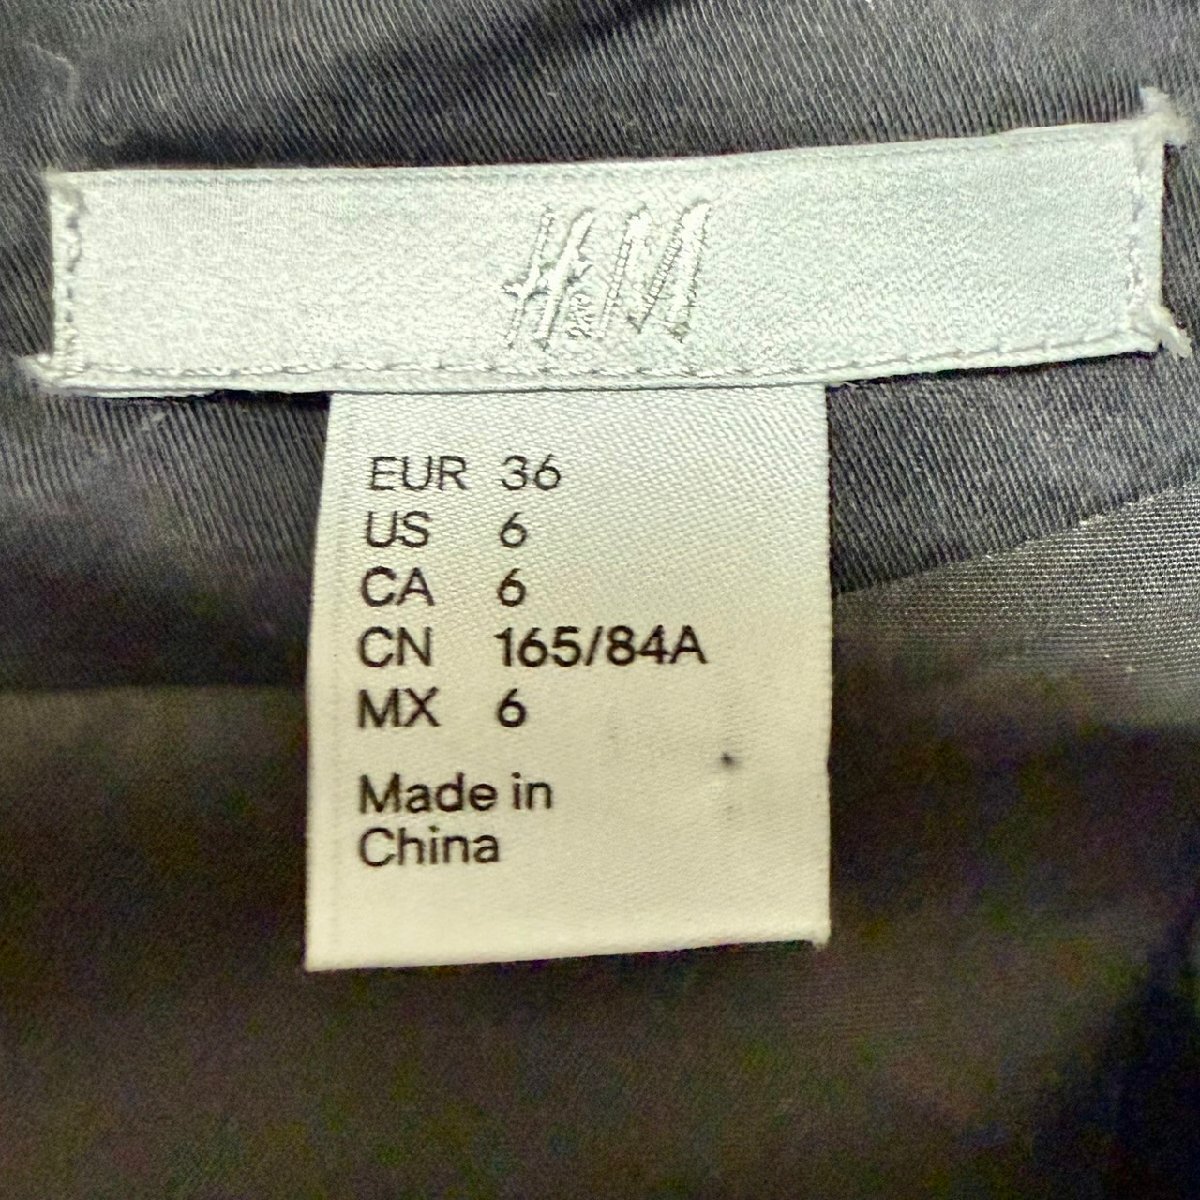 H&M
EUR 36
US 6
CA 6
CN 165/84A
MX 6
Made in
China